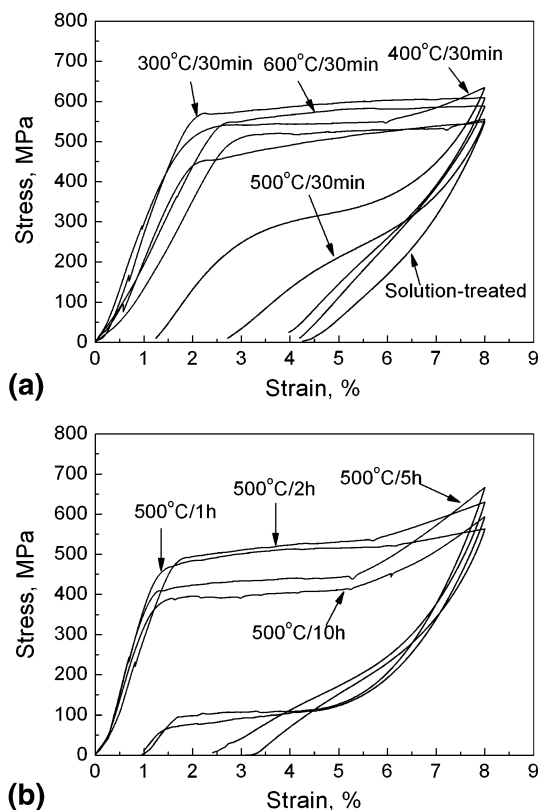 800
700
600
500
400
300
200
100
0
Stress, MPa
300°C/30min
600°C/30min
400°C/30min
500°C/30min
Solution-treated
0 1 2 3 4 5 6 7 8 9
Strain, %
(a)
800
700
600
500
400
300
200
100
0
Stress, MPa
500°C/1h
500°C/2h
500°C/5h
500°C/10h
0 1 2 3 4 5 6 7 8 9
Strain, %
(b)